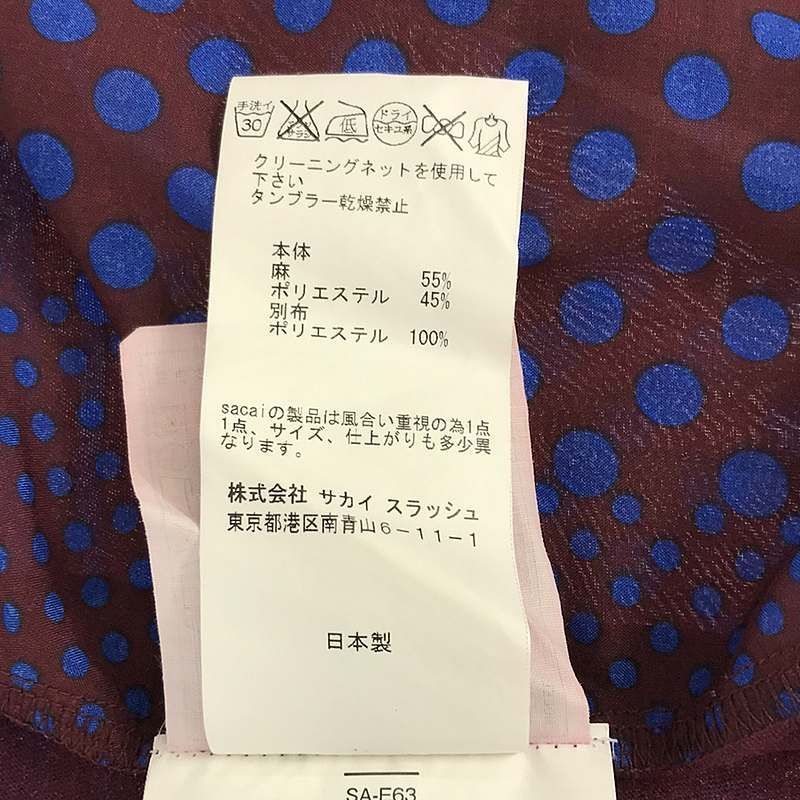 手洗イ
30
エンソ
サラシ
低
ドライ
セキユ系
クリーニングネットを使用して
下さい
タンブラー乾燥禁止
本体
麻 55%
ポリエステル 45%
別布
ポリエステル 100%
sacaiの製品は風合い重視の為1点
1点、サイズ、仕上がりも多少異
なります。
株式会社 サカイ スラッシュ
東京都港区南青山6-11-1
日本製
SA-E63